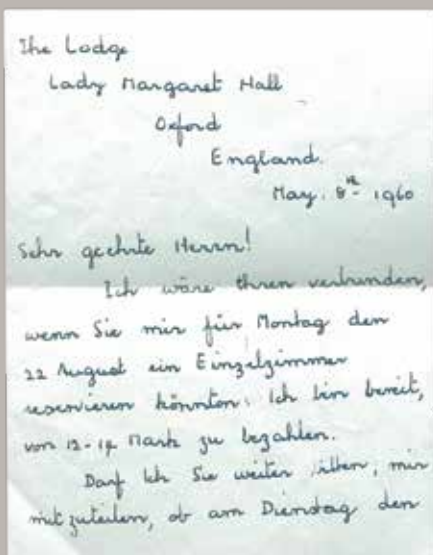 The Lodge
Lady Margaret Hall
Oxford
England.
May. 8th 1960
Sehr geehrte Herrn!
Ich wäre Ihnen verbunden,
wenn Sie mir für Montag den
22 August ein Einzelzimmer
reservieren könnten. Ich bin bereit,
von 12-14 Mark zu bezahlen.
Darf Ich Sie weiter bitten, mir
mitzuteilen, ob am Dienstag den